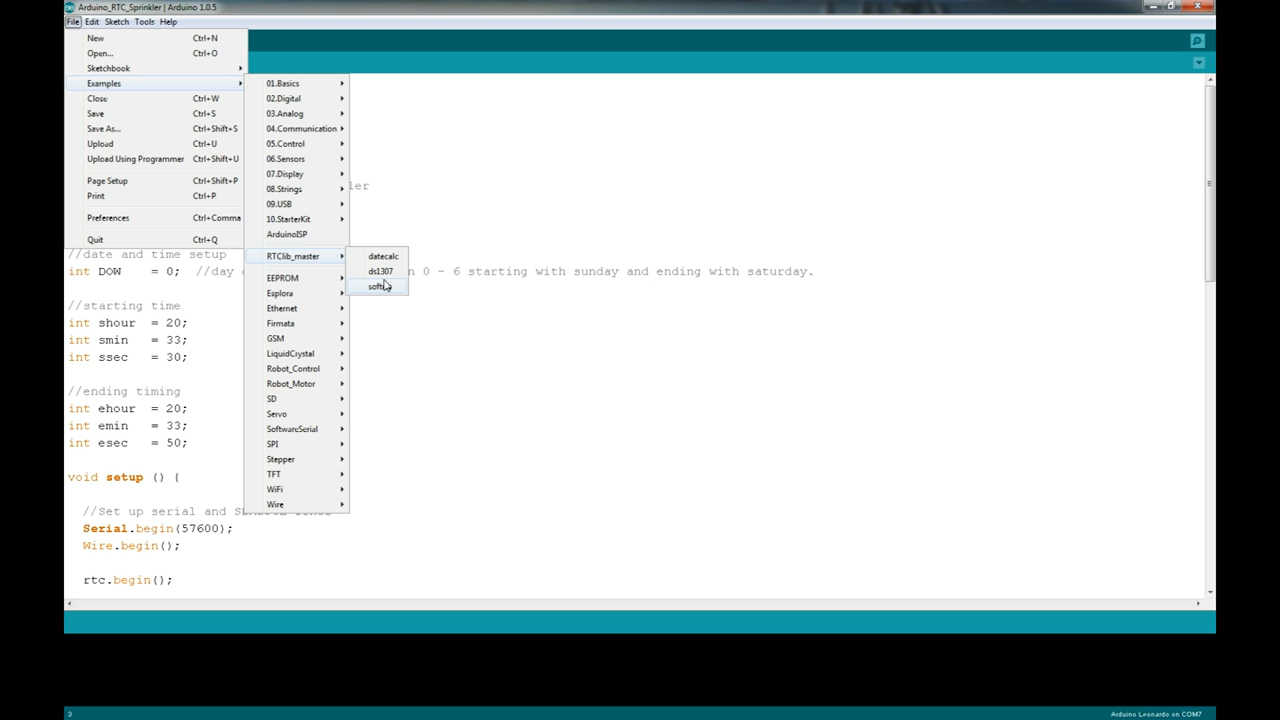 Arduino_RTC_Sprinkler | Arduino 1.0.5
File Edit Sketch Tools Help
New Ctrl+N
Open... Ctrl+O
Sketchbook
Examples
Close Ctrl+W
Save Ctrl+S
Save As... Ctrl+Shift+S
Upload Ctrl+U
Upload Using Programmer Ctrl+Shift+U
Page Setup Ctrl+Shift+P
Print Ctrl+P
Preferences Ctrl+Comma
Quit Ctrl+Q
01.Basics
02.Digital
03.Analog
04.Communication
05.Control
06.Sensors
07.Display
08.Strings
09.USB
10.StarterKit
ArduinoISP
RTClib_master
EEPROM
Esplora
Ethernet
Firmata
GSM
LiquidCrystal
Robot_Control
Robot_Motor
SD
Servo
SoftwareSerial
SPI
Stepper
TFT
WiFi
Wire
datecalc
ds1307
//date and time setup
int DOW = 0; //day 0 - 6 starting with sunday and ending with saturday.
//starting time
int shour = 20;
int smin = 33;
int ssec = 30;
//ending timing
int ehour = 20;
int emin = 33;
int esec = 50;
void setup () {
//Set up serial and
Serial.begin(57600);
Wire.begin();
rtc.begin();
3
Arduino Leonardo on COM7